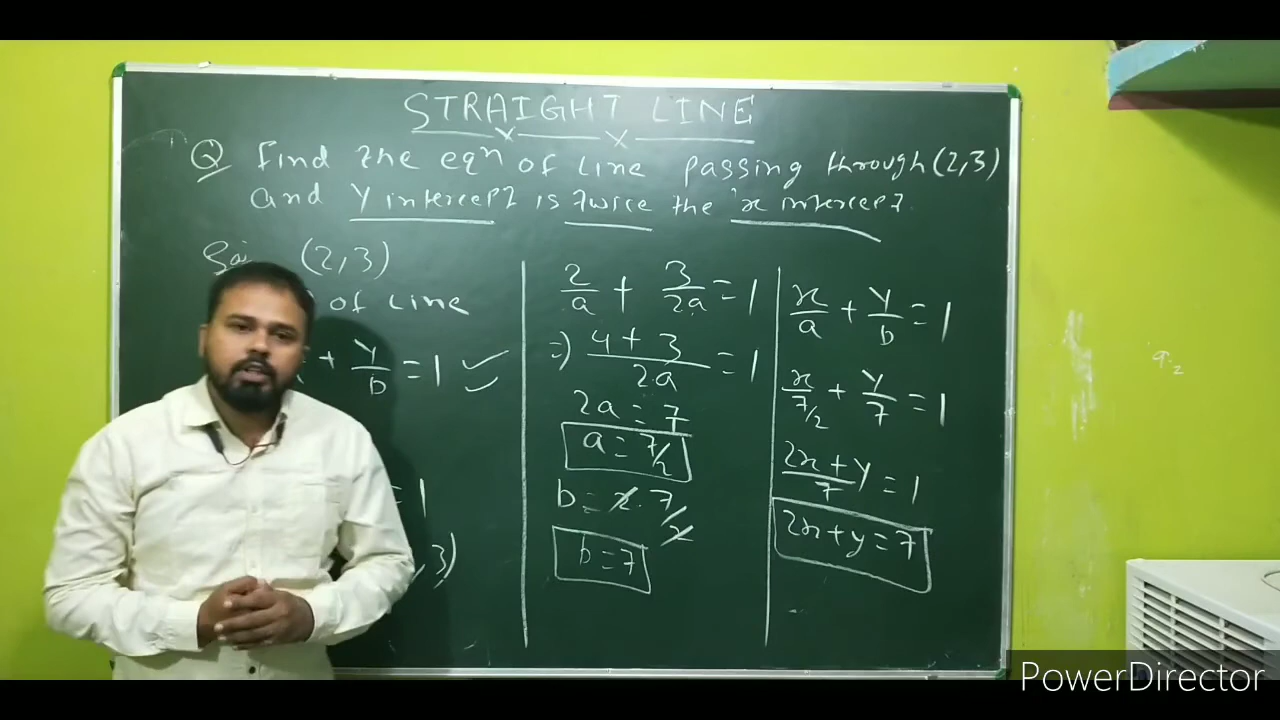 STRAIGHT LINE
Q Find the eqⁿ of line passing through (2,3)
and Y intercept is twice the x intercept.
(2,3)
of line
+ y/b = 1
= 1
,3)
2/a + 3/2a = 1
=) 4+3/2a = 1
2a = 7
a = 7/2
b = 2.7/2
b = 7
x/a + y/b = 1
x/7/2 + y/7 = 1
2x+y/7 = 1
2x+y = 7
PowerDirector